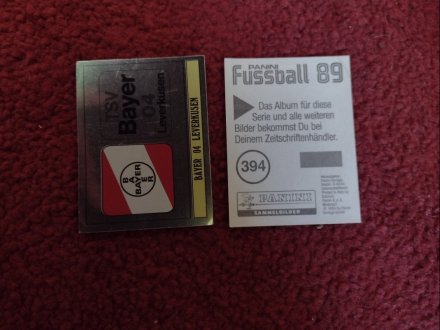 TSV
Bayer
04
Leverkusen
BAYER
BAYER
BAYER 04 LEVERKUSEN
PANINI
Fussball 89
Das Album für diese
Serie und alle weiteren
Bilder bekommst Du bei
Deinem Zeitschriftenhändler.
394
PANINI
SAMMELBILDER